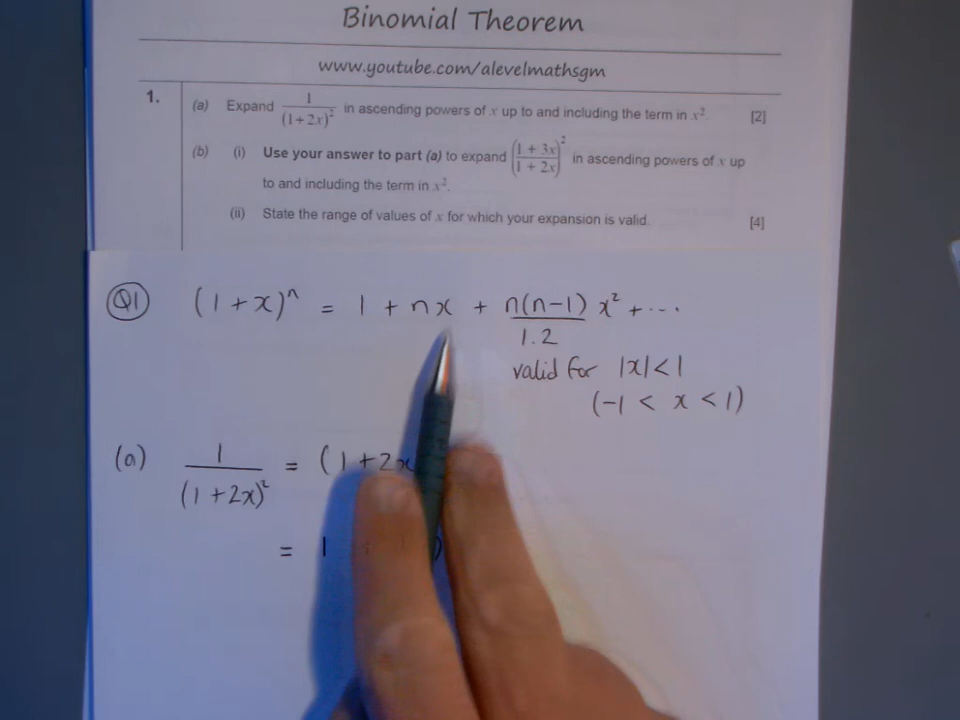 Binomial Theorem
www.youtube.com/alevelmathsgm
1. (a) Expand 1/(1+2x)² in ascending powers of x up to and including the term in x². [2]
(b) (i) Use your answer to part (a) to expand ((1 + 3x)/(1 + 2x))² in ascending powers of x up
to and including the term in x².
(ii) State the range of values of x for which your expansion is valid. [4]
Q1 (1+x)ⁿ = 1 + nx + n(n-1)/1.2 x² + ...
valid for |x|<1
(-1 < x < 1)
(a) 1/(1+2x)² = (1+2x
= 1